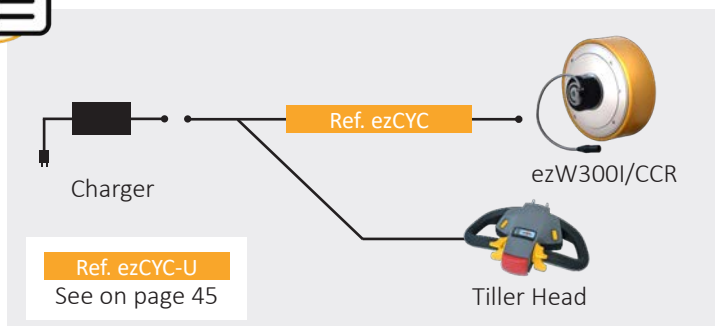 Ref. ezCYC
ezW300I/CCR
Charger
Ref. ezCYC-U
See on page 45
Tiller Head